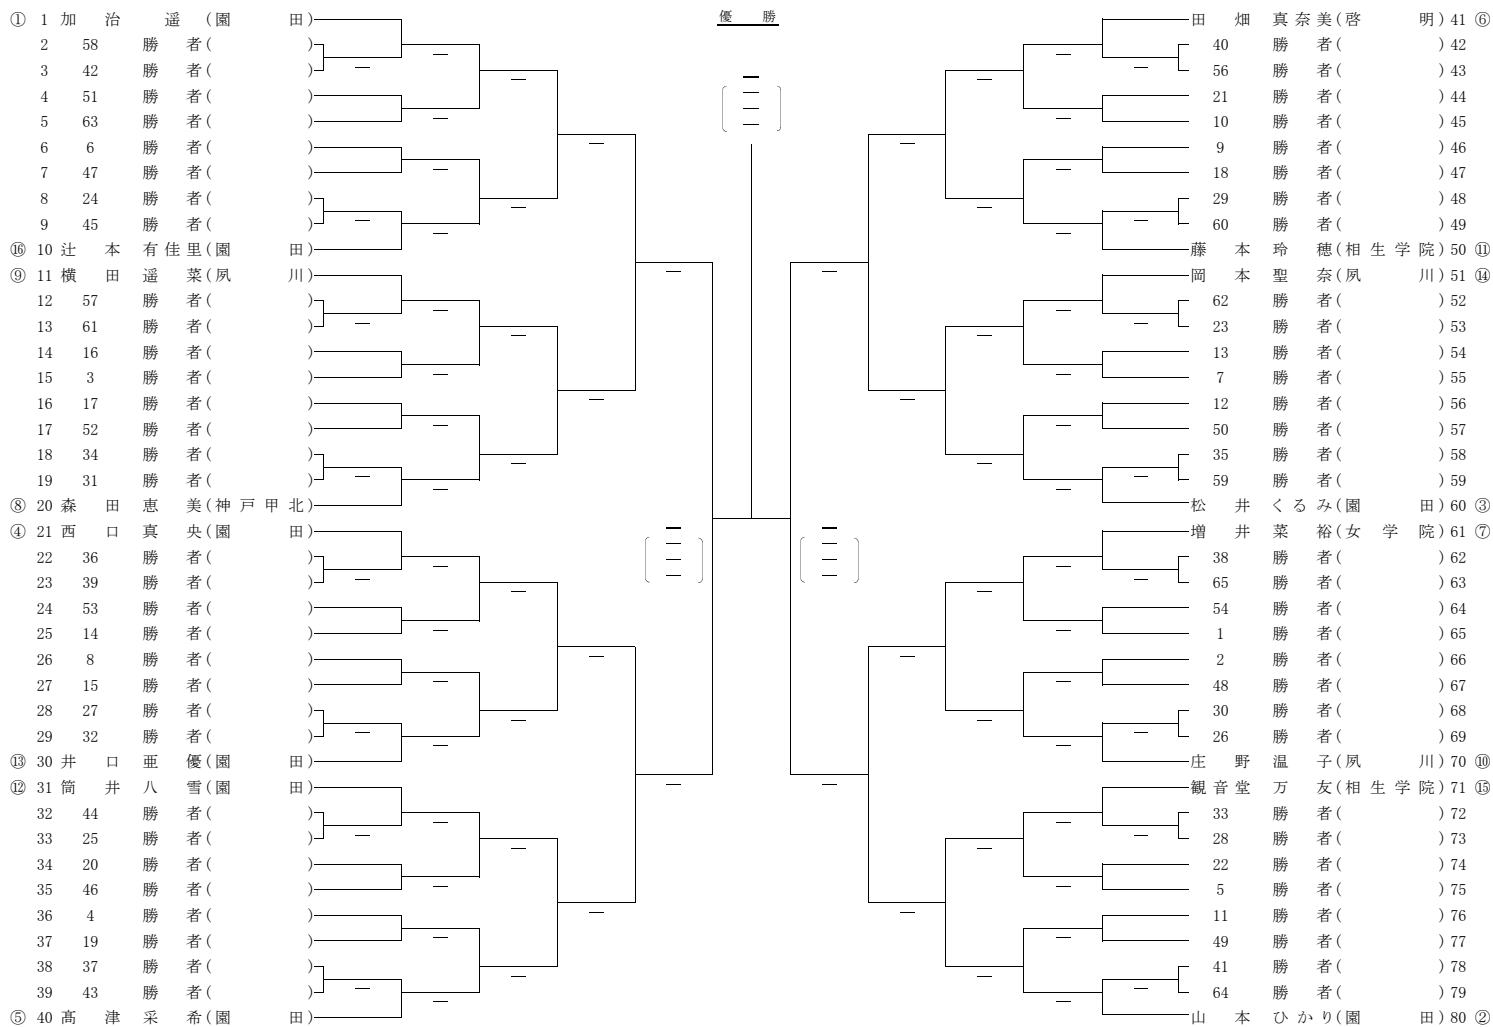 優　勝
① 1 加治　遥 (園　田)
2 58 勝者(　)
3 42 勝者(　)
4 51 勝者(　)
5 63 勝者(　)
6 6 勝者(　)
7 47 勝者(　)
8 24 勝者(　)
9 45 勝者(　)
⑯ 10 辻本有佳里(園　田)
⑨ 11 横田遥菜(夙　川)
12 57 勝者(　)
13 61 勝者(　)
14 16 勝者(　)
15 3 勝者(　)
16 17 勝者(　)
17 52 勝者(　)
18 34 勝者(　)
19 31 勝者(　)
⑧ 20 森田恵美(神戸甲北)
④ 21 西口真央(園　田)
22 36 勝者(　)
23 39 勝者(　)
24 53 勝者(　)
25 14 勝者(　)
26 8 勝者(　)
27 15 勝者(　)
28 27 勝者(　)
29 32 勝者(　)
⑬ 30 井口亜優(園　田)
⑫ 31 筒井八雪(園　田)
32 44 勝者(　)
33 25 勝者(　)
34 20 勝者(　)
35 46 勝者(　)
36 4 勝者(　)
37 19 勝者(　)
38 37 勝者(　)
39 43 勝者(　)
⑤ 40 髙津采希(園　田)
田畑真奈美(啓　明) 41 ⑥
40 勝者(　) 42
56 勝者(　) 43
21 勝者(　) 44
10 勝者(　) 45
9 勝者(　) 46
18 勝者(　) 47
29 勝者(　) 48
60 勝者(　) 49
藤本玲穂(相生学院) 50 ⑪
岡本聖奈(夙　川) 51 ⑭
62 勝者(　) 52
23 勝者(　) 53
13 勝者(　) 54
7 勝者(　) 55
12 勝者(　) 56
50 勝者(　) 57
35 勝者(　) 58
59 勝者(　) 59
松井くるみ(園　田) 60 ③
増井菜裕(女学院) 61 ⑦
38 勝者(　) 62
65 勝者(　) 63
54 勝者(　) 64
1 勝者(　) 65
2 勝者(　) 66
48 勝者(　) 67
30 勝者(　) 68
26 勝者(　) 69
庄野温子(夙　川) 70 ⑩
観音堂万友(相生学院) 71 ⑮
33 勝者(　) 72
28 勝者(　) 73
22 勝者(　) 74
5 勝者(　) 75
11 勝者(　) 76
49 勝者(　) 77
41 勝者(　) 78
64 勝者(　) 79
山本ひかり(園　田) 80 ②